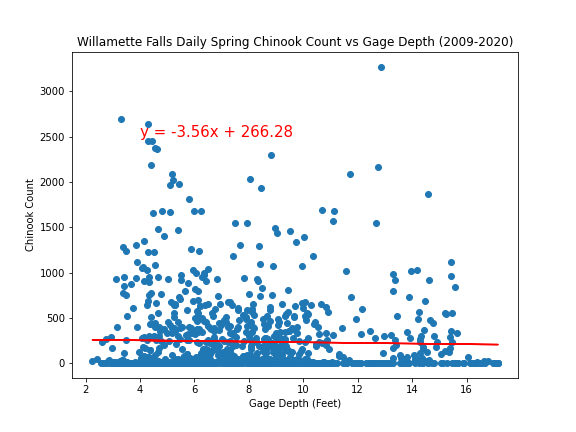 Willamette Falls Daily Spring Chinook Count vs Gage Depth (2009-2020)
3000
2500
2000
1500
1000
500
0
Chinook Count
y = -3.56x + 266.28
2 4 6 8 10 12 14 16
Gage Depth (Feet)